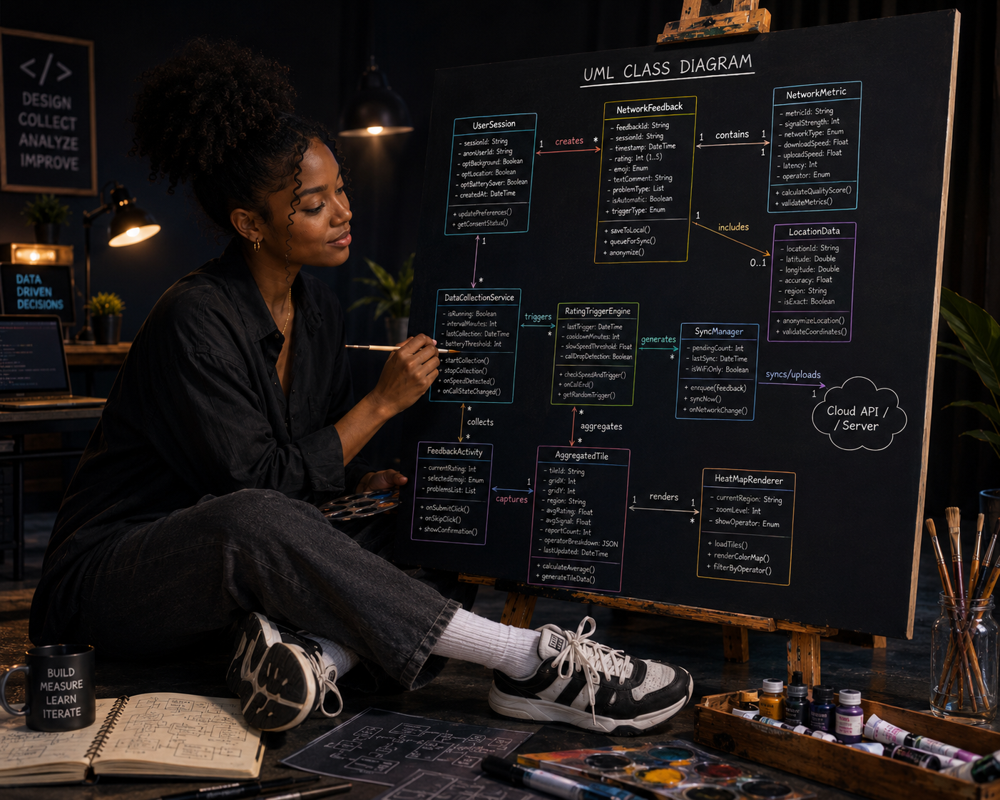 </>
DESIGN
COLLECT
ANALYZE
IMPROVE
DATA
DRIVEN
DECISIONS
BUILD
MEASURE
LEARN
ITERATE
UML CLASS DIAGRAM
UserSession
- sessionId: String
- anonUserId: String
- optBackground: Boolean
- optLocation: Boolean
- optBatterySaver: Boolean
- createdAt: DateTime
+ updatePreferences()
+ getConsentStatus()
1 creates *
NetworkFeedback
- feedbackId: String
- sessionId: String
- timestamp: DateTime
- rating: Int (1..5)
- emoji: Enum
- textComment: String
- problemType: List
- isAutomatic: Boolean
+ triggerType: Enum
+ saveToLocal()
+ queueForSync()
+ anonymize()
1 contains 1
1
NetworkMetric
- metricId: String
- signalStrength: Int
- networkType: Enum
- downloadSpeed: Float
- uploadSpeed: Float
- latency: Int
- operator: Enum
+ calculateQualityScore()
+ validateMetrics()
1
includes
0..1
LocationData
- locationId: String
- latitude: Double
- longitude: Double
- accuracy: Float
- region: String
- isExact: Boolean
+ anonymizeLocation()
+ validateCoordinates()
1
*
DataCollectionService
- isRunning: Boolean
- intervalMinutes: Int
- lastCollection: DateTime
- batteryThreshold: Int
+ startCollection()
+ stopCollection()
+ onSpeedDetected()
+ onCallStateChanged()
triggers
*
RatingTriggerEngine
- lastTrigger: DateTime
- cooldownMinutes: Int
- slowSpeedThreshold: Float
- callDropDetection: Boolean
+ checkSpeedAndTrigger()
+ onCallEnd()
+ getRandomTrigger()
generates
*
SyncManager
- pendingCount: Int
- lastSync: DateTime
- isWiFiOnly: Boolean
+ enquee(feedback)
+ syncNow()
+ onNetworkChange()
syncs/uploads
1
Cloud API /
/ Server
*
collects
*
FeedbackActivity
- currentRating: Int
- selectedEmoji: Enum
- problemsList: List
+ onSubmitClick()
+ onSkipClick()
+ showConfirmation()
1
captures
*
aggregates
*
AggregatedTile
- tileId: String
- gridX: Int
- gridY: Int
- region: String
- avgRating: Float
- avgSignal: Float
- reportCount: Int
- operatorBreakdown: JSON
- lastUpdated: DateTime
+ calculateAverage()
+ generateTileData()
1 renders 1
*
HeatMapRenderer
- currentRegion: String
- zoomLevel: Int
- showOperator: Enum
+ loadTiles()
+ renderColorMap()
+ filterByOperator()